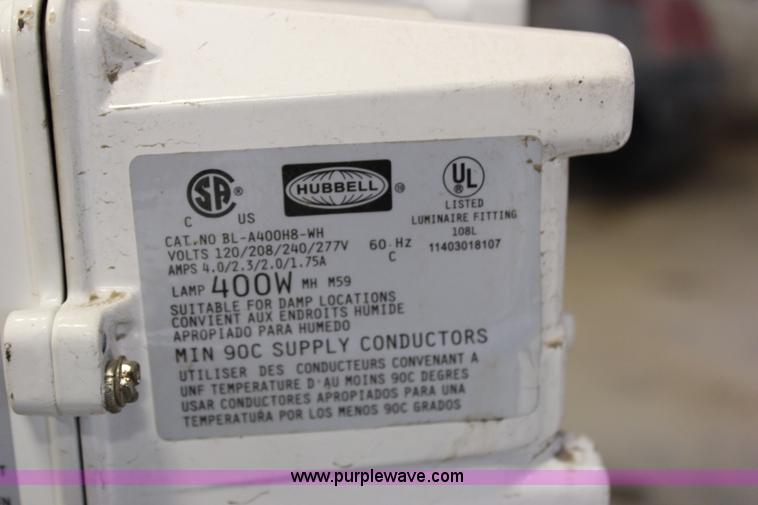 C SA ® US
HUBBELL ®
UL ®
LISTED
LUMINAIRE FITTING
108L
11403018107
CAT.NO BL-A400H8-WH
VOLTS 120/208/240/277V 60 Hz
AMPS 4.0/2.3/2.0/1.75A C
LAMP 400W MH M59
SUITABLE FOR DAMP LOCATIONS
CONVIENT AUX ENDROITS HUMIDE
APROPIADO PARA HUMEDO
MIN 90C SUPPLY CONDUCTORS
UTILISER DES CONDUCTEURS CONVENANT A
UNF TEMPERATURE D'AU MOINS 90C DEGRES
USAR CONDUCTORES APROPIADOS PARA UNA
TEMPERATURA POR LOS MENOS 90C GRADOS
T
N
www.purplewave.com